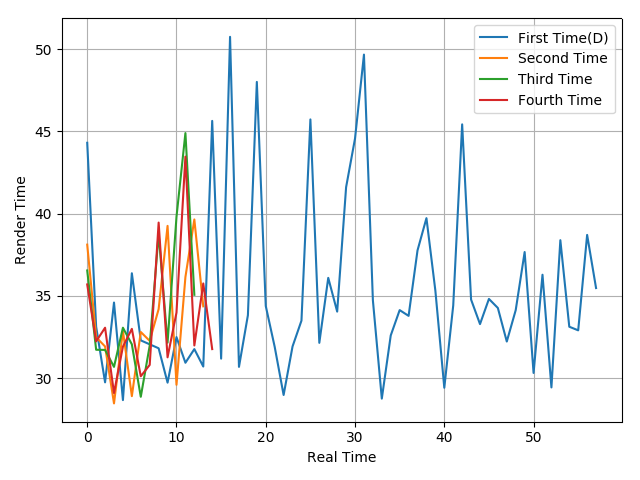 First Time(D)
Second Time
Third Time
Fourth Time
50
45
40
35
30
Render Time
0 10 20 30 40 50
Real Time